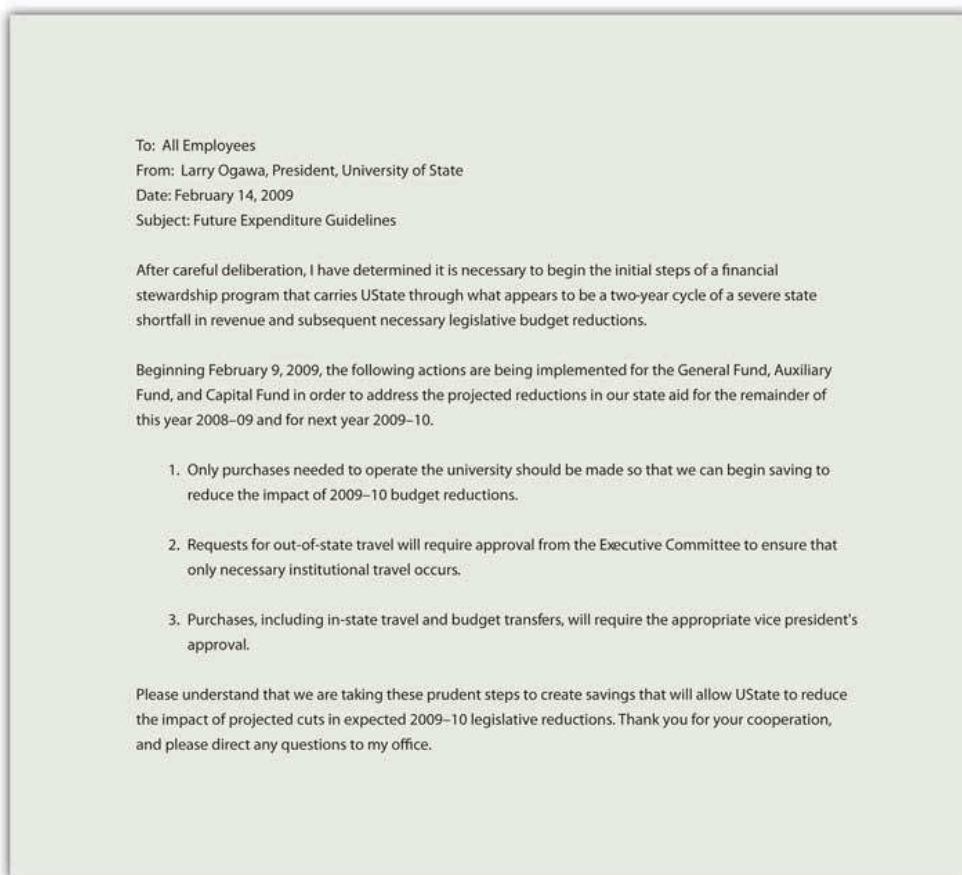 To: All Employees
From: Larry Ogawa, President, University of State
Date: February 14, 2009
Subject: Future Expenditure Guidelines
After careful deliberation, I have determined it is necessary to begin the initial steps of a financial
stewardship program that carries UState through what appears to be a two-year cycle of a severe state
shortfall in revenue and subsequent necessary legislative budget reductions.
Beginning February 9, 2009, the following actions are being implemented for the General Fund, Auxiliary
Fund, and Capital Fund in order to address the projected reductions in our state aid for the remainder of
this year 2008–09 and for next year 2009–10.
1. Only purchases needed to operate the university should be made so that we can begin saving to
reduce the impact of 2009–10 budget reductions.
2. Requests for out-of-state travel will require approval from the Executive Committee to ensure that
only necessary institutional travel occurs.
3. Purchases, including in-state travel and budget transfers, will require the appropriate vice president's
approval.
Please understand that we are taking these prudent steps to create savings that will allow UState to reduce
the impact of projected cuts in expected 2009–10 legislative reductions. Thank you for your cooperation,
and please direct any questions to my office.